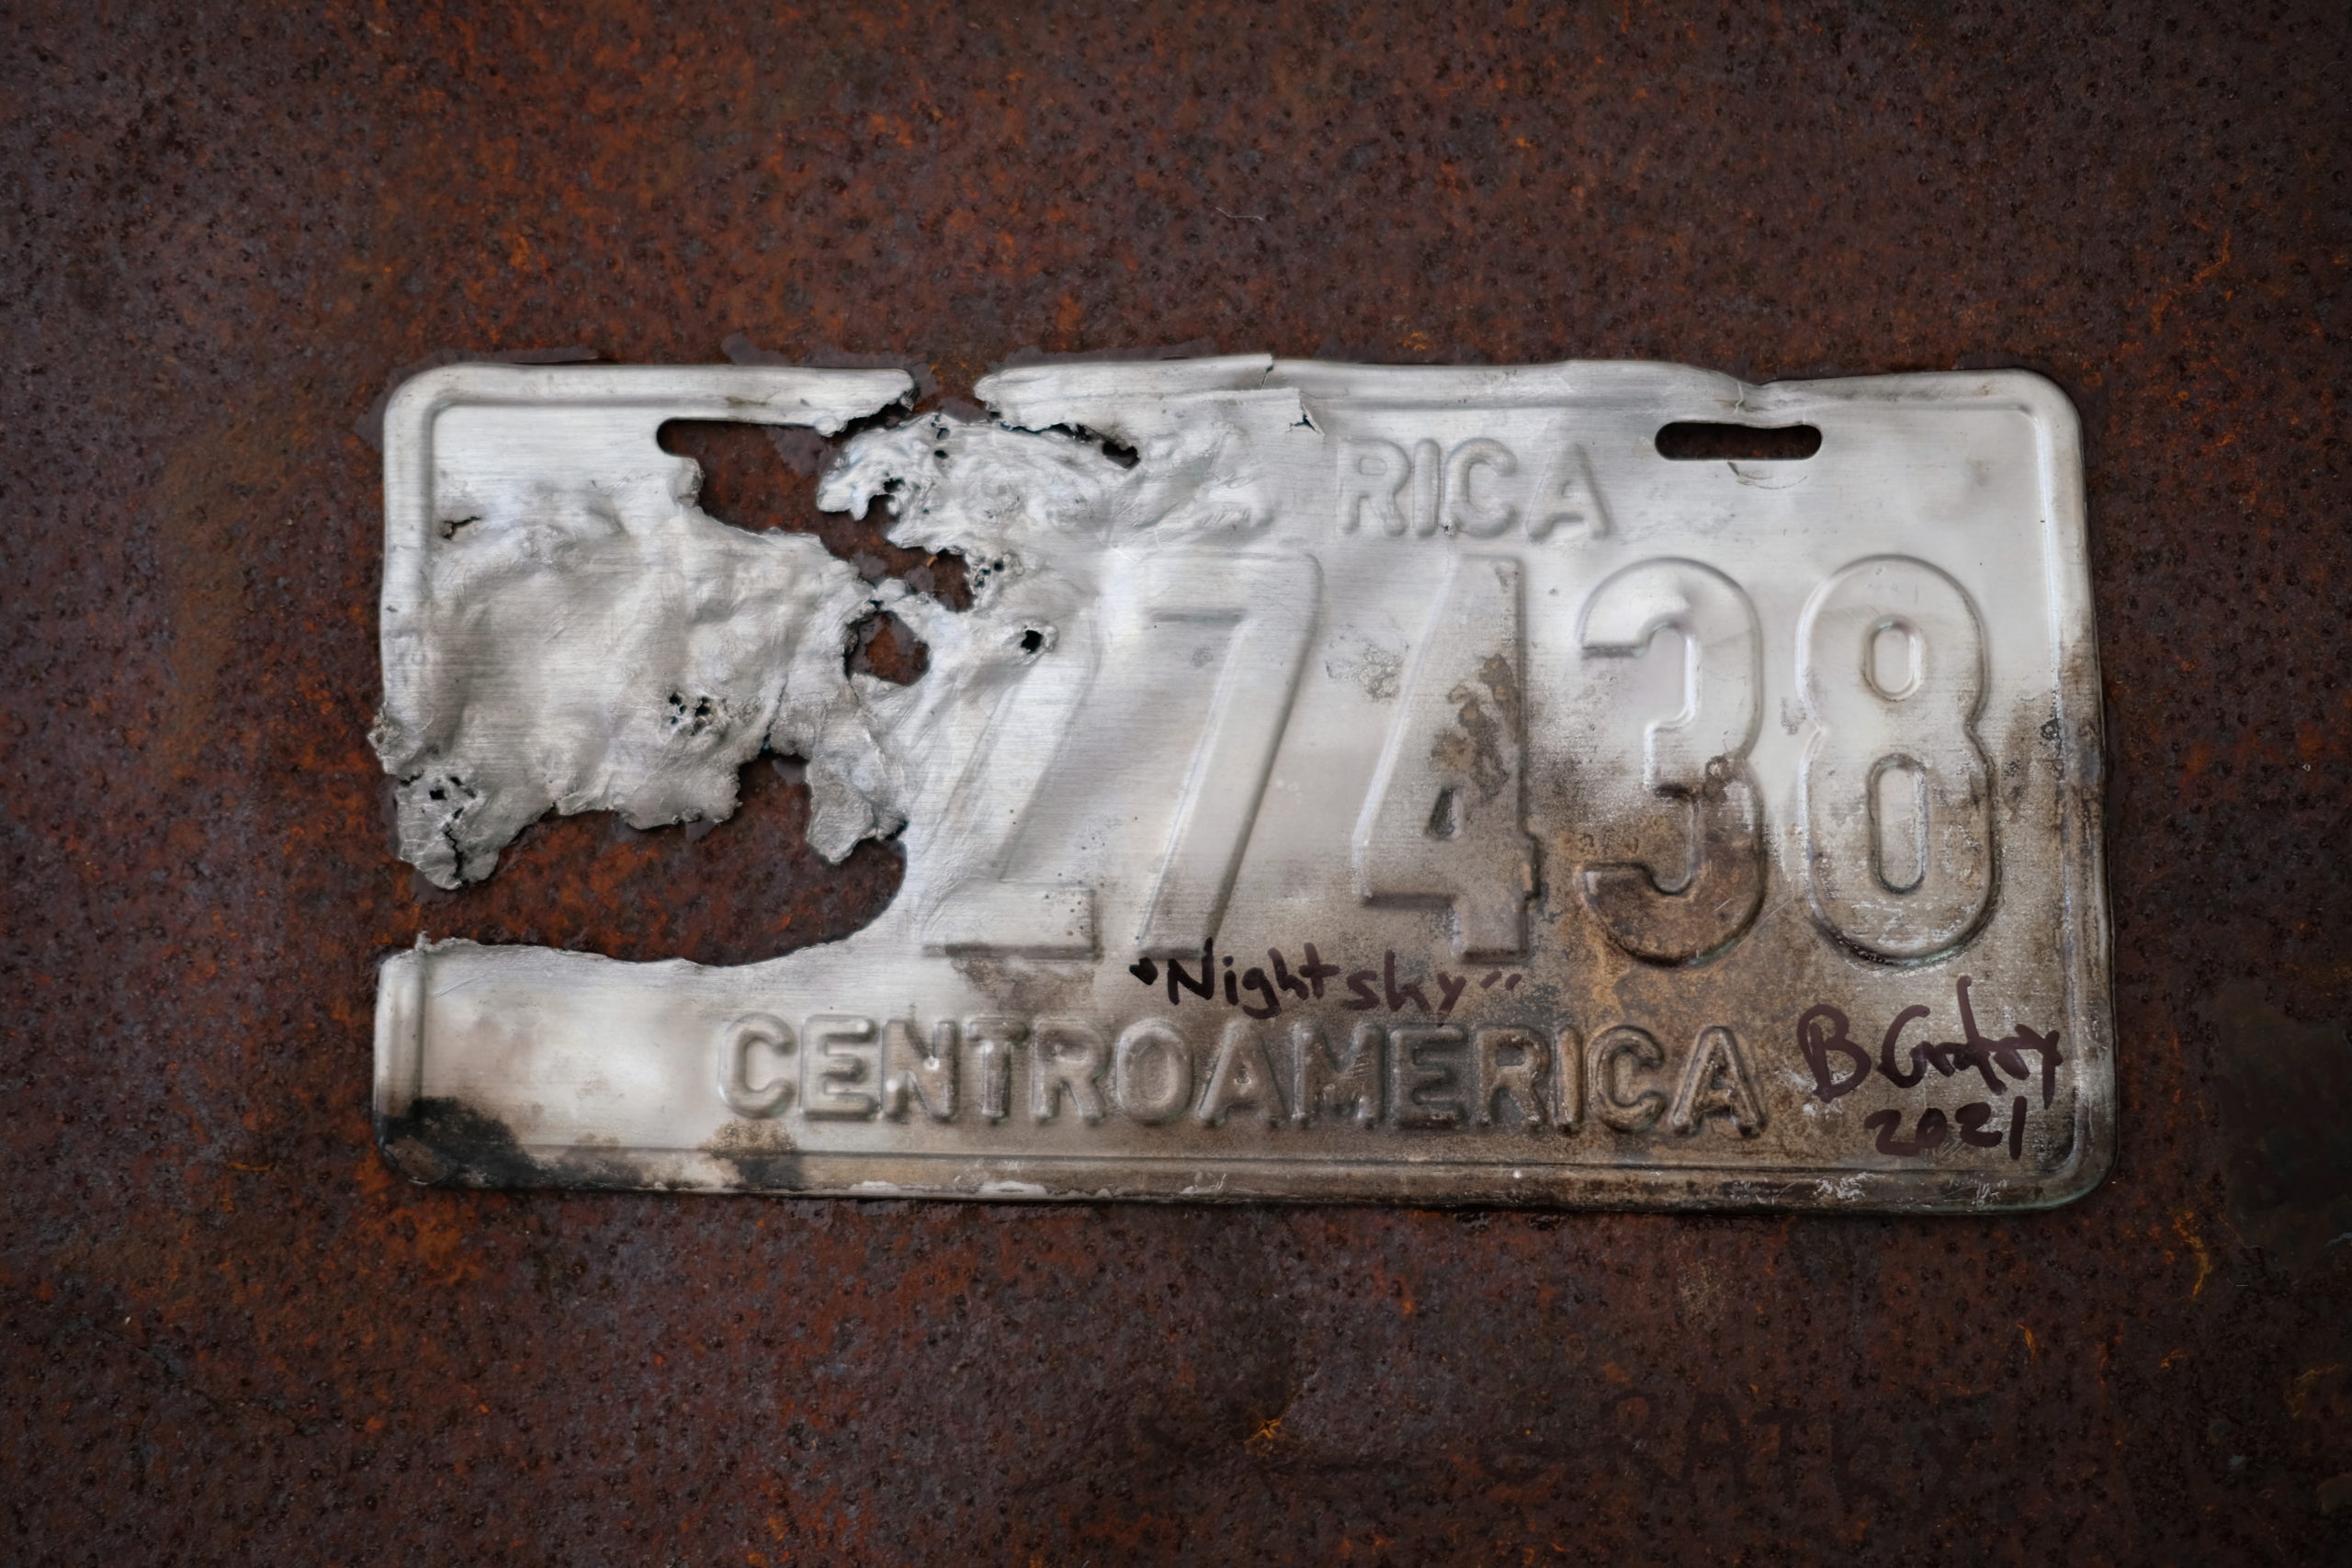 RICA
27438
"Nightsky"
CENTROAMERICA
2021